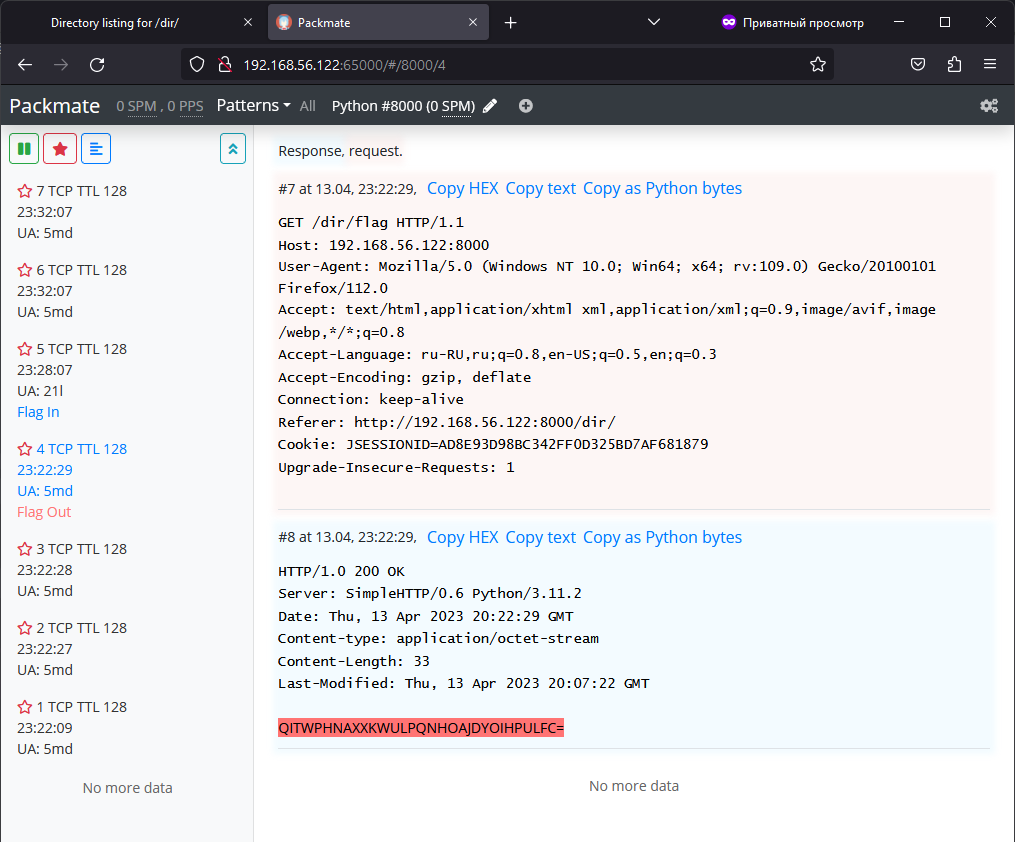 Directory listing for /dir/
Packmate
Приватный просмотр
192.168.56.122:65000/#/8000/4
Packmate 0 SPM , 0 PPS Patterns All Python #8000 (0 SPM)
7 TCP TTL 128
23:32:07
UA: 5md
6 TCP TTL 128
23:32:07
UA: 5md
5 TCP TTL 128
23:28:07
UA: 21l
Flag In
4 TCP TTL 128
23:22:29
UA: 5md
Flag Out
3 TCP TTL 128
23:22:28
UA: 5md
2 TCP TTL 128
23:22:27
UA: 5md
1 TCP TTL 128
23:22:09
UA: 5md
No more data
Response, request.
#7 at 13.04, 23:22:29, Copy HEX Copy text Copy as Python bytes
GET /dir/flag HTTP/1.1
Host: 192.168.56.122:8000
User-Agent: Mozilla/5.0 (Windows NT 10.0; Win64; x64; rv:109.0) Gecko/20100101
Firefox/112.0
Accept: text/html,application/xhtml xml,application/xml;q=0.9,image/avif,image
/webp,*/*;q=0.8
Accept-Language: ru-RU,ru;q=0.8,en-US;q=0.5,en;q=0.3
Accept-Encoding: gzip, deflate
Connection: keep-alive
Referer: http://192.168.56.122:8000/dir/
Cookie: JSESSIONID=AD8E93D98BC342FF0D325BD7AF681879
Upgrade-Insecure-Requests: 1
#8 at 13.04, 23:22:29, Copy HEX Copy text Copy as Python bytes
HTTP/1.0 200 OK
Server: SimpleHTTP/0.6 Python/3.11.2
Date: Thu, 13 Apr 2023 20:22:29 GMT
Content-type: application/octet-stream
Content-Length: 33
Last-Modified: Thu, 13 Apr 2023 20:07:22 GMT
QITWPHNAXXKWULPQNHOAJDYOIHPULFC=
No more data